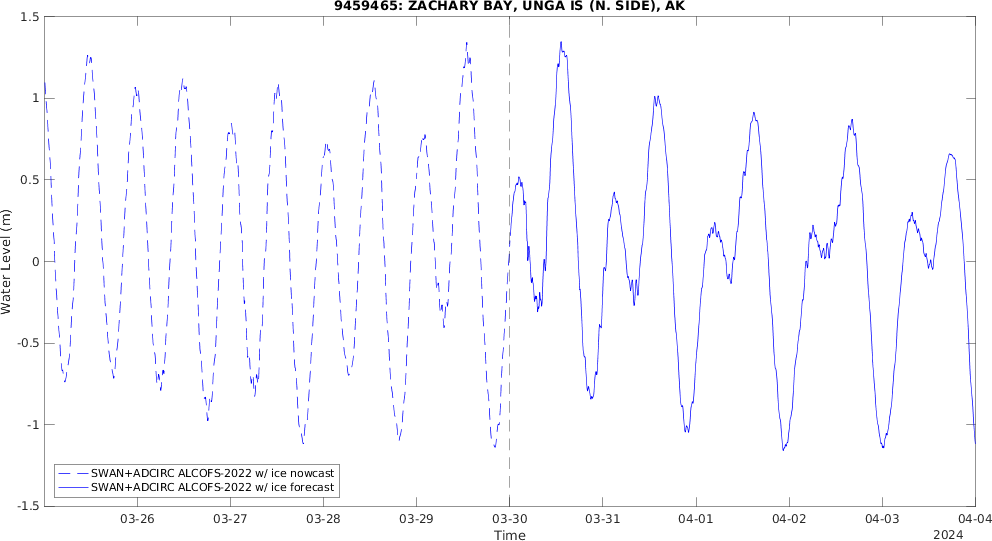 9459465: ZACHARY BAY, UNGA IS (N. SIDE), AK
1.5
1
0.5
0
-0.5
-1
-1.5
Water Level (m)
SWAN+ADCIRC ALCOFS-2022 w/ ice nowcast
SWAN+ADCIRC ALCOFS-2022 w/ ice forecast
03-26 03-27 03-28 03-29 03-30 03-31 04-01 04-02 04-03 04-04
Time
2024